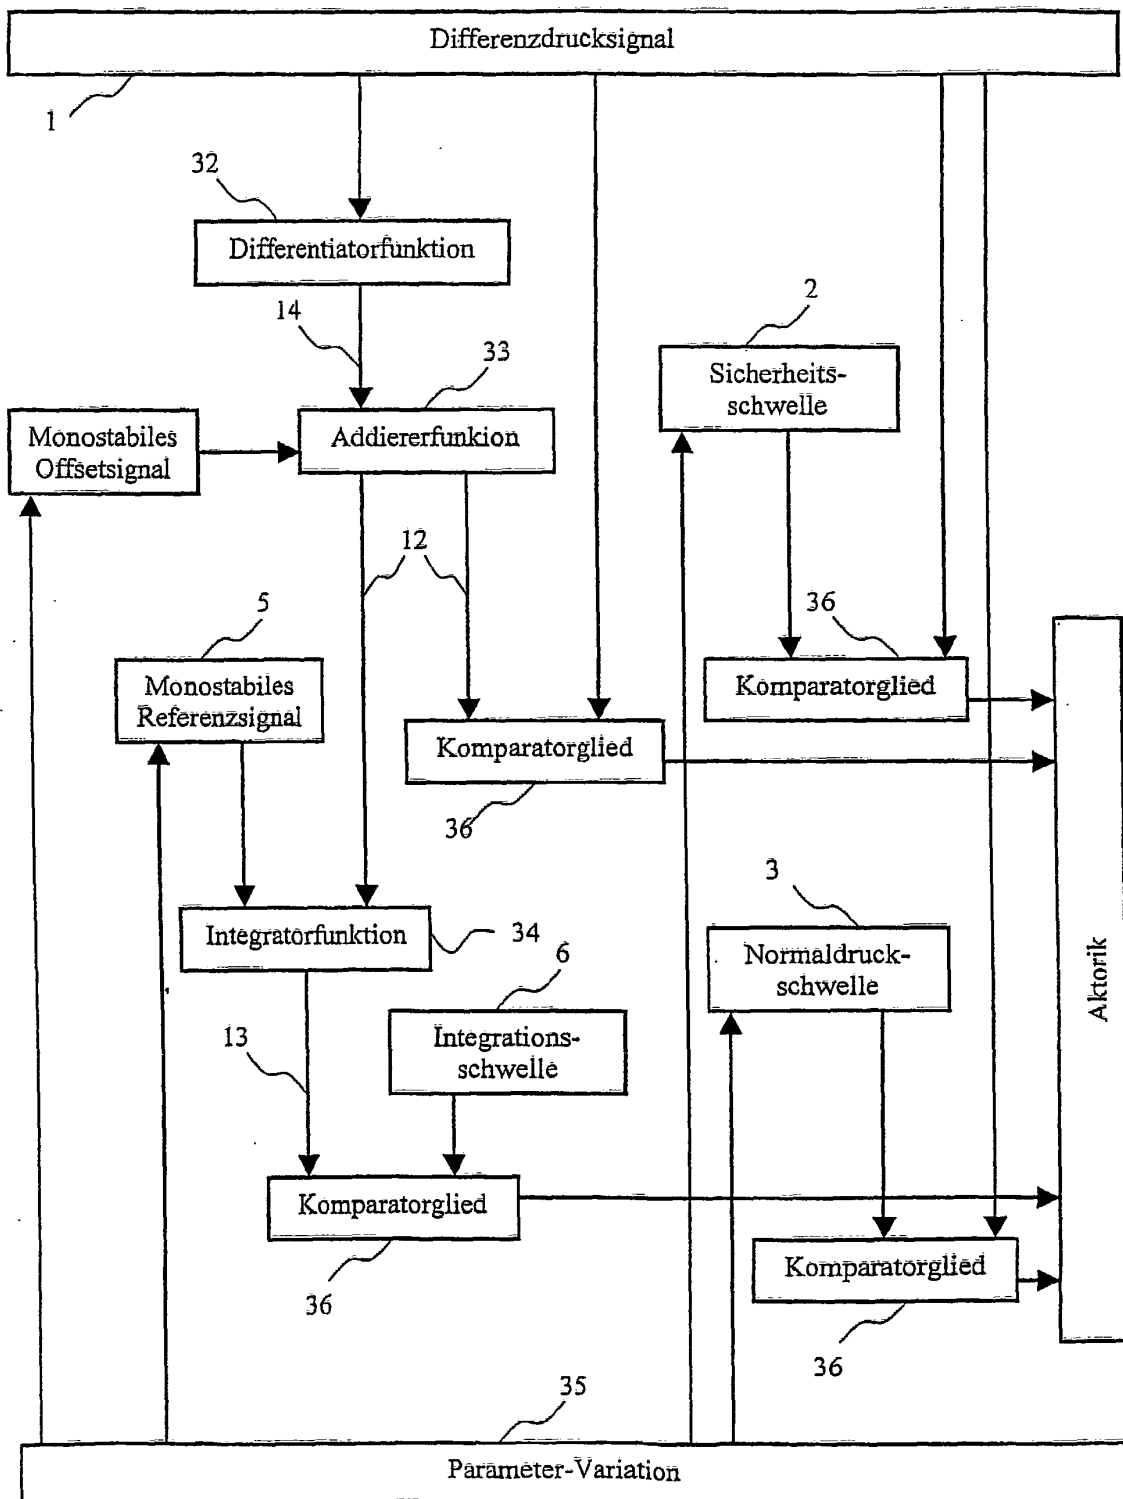 Differenzdrucksignal
1
32
Differentiatorfunktion
14
2
33
Sicherheits-
schwelle
Monostabiles
Offsetsignal
Addiererfunkion
12
5
36
Monostabiles
Referenzsignal
Komparatorglied
Komparatorglied
36
3
Integratorfunktion
34
Normaldruck-
schwelle
6
Aktorik
13
Integrations-
schwelle
Komparatorglied
36
Komparatorglied
36
35
Parameter-Variation